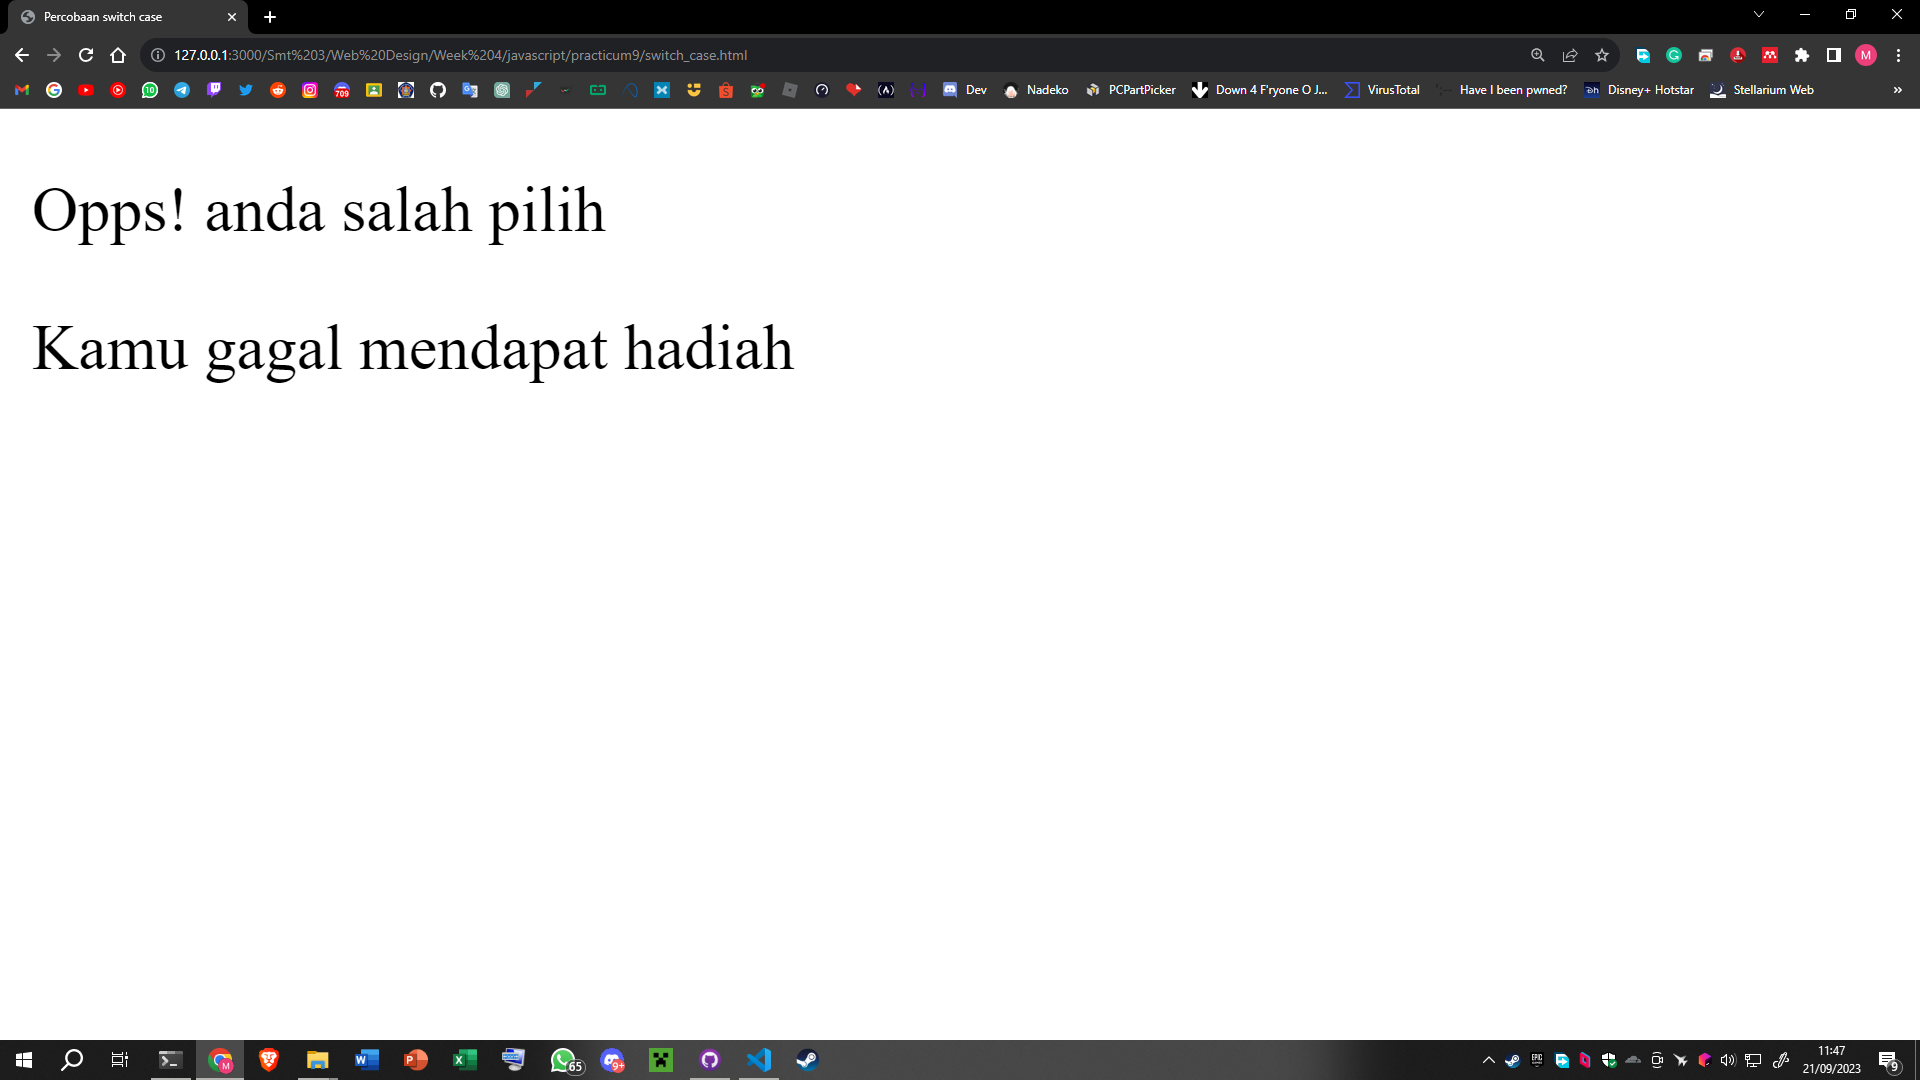 Percobaan switch case
127.0.0.1:3000/Smt%203/Web%20Design/Week%204/javascript/practicum9/switch_case.html
M
10
709
Dev
Nadeko
PCPartPicker
Down 4 F'ryone O J...
VirusTotal
Have I been pwned?
Disney+ Hotstar
Stellarium Web
»
Opps! anda salah pilih
Kamu gagal mendapat hadiah
65
9+
11:47
21/09/2023
9